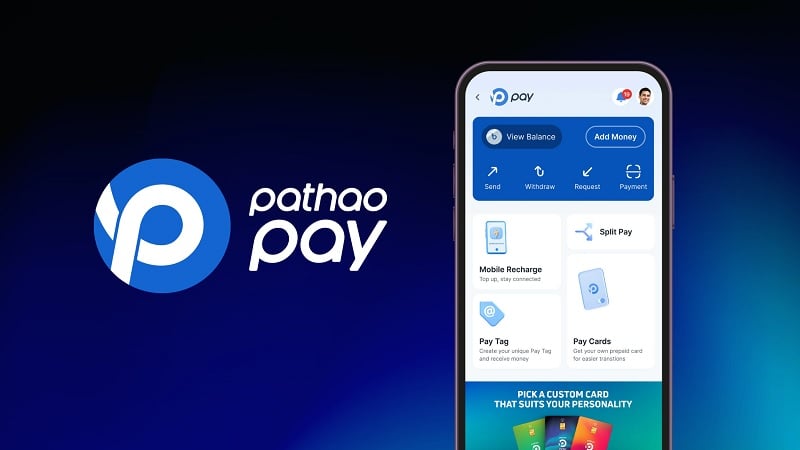 pathao
pay
pay
10
View Balance
Add Money
Send
Withdraw
Request
Payment
Mobile Recharge
Top up, stay connected
Split Pay
Pay Tag
Create your unique Pay Tag
and receive money
Pay Cards
Get your own prepaid card
for easier transtions
PICK A CUSTOM CARD
THAT SUITS YOUR PERSONALITY